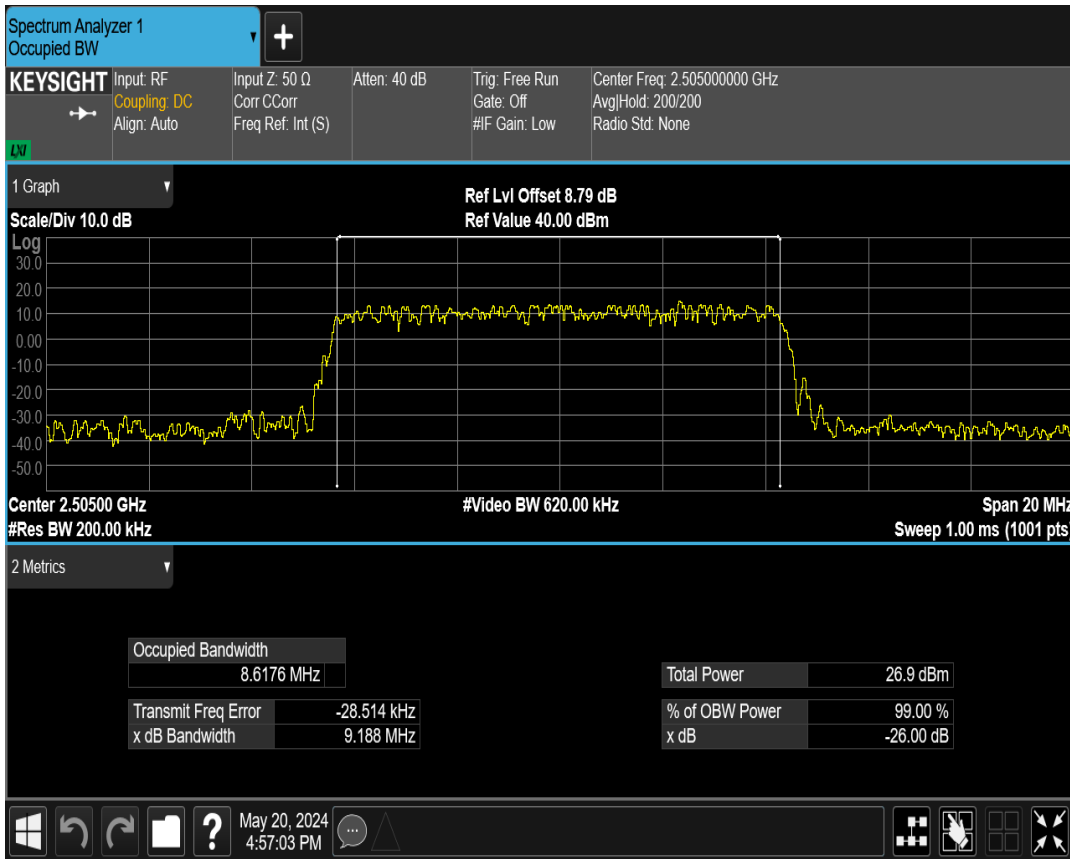 Spectrum Analyzer 1
Occupied BW
KEYSIGHT
LXI
Input: RF
Coupling: DC
Align: Auto
Input Z: 50 Ω
Corr CCorr
Freq Ref: Int (S)
Atten: 40 dB
Trig: Free Run
Gate: Off
#IF Gain: Low
Center Freq: 2.505000000 GHz
Avg|Hold: 200/200
Radio Std: None
1 Graph
Scale/Div 10.0 dB
Ref Lvl Offset 8.79 dB
Ref Value 40.00 dBm
Log
30.0
20.0
10.0
0.00
-10.0
-20.0
-30.0
-40.0
-50.0
Center 2.50500 GHz
#Video BW 620.00 kHz
Span 20 MHz
#Res BW 200.00 kHz
Sweep 1.00 ms (1001 pts)
2 Metrics
Occupied Bandwidth
8.6176 MHz
Total Power 26.9 dBm
Transmit Freq Error -28.514 kHz
% of OBW Power 99.00 %
x dB Bandwidth 9.188 MHz
x dB -26.00 dB
?
May 20, 2024
4:57:03 PM